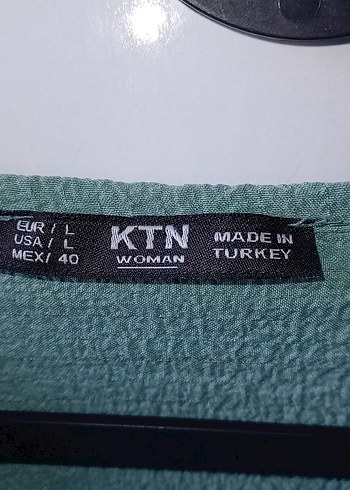 EUR / L
USA / L
MEX/ 40
KTN
WOMAN
MADE IN
TURKEY